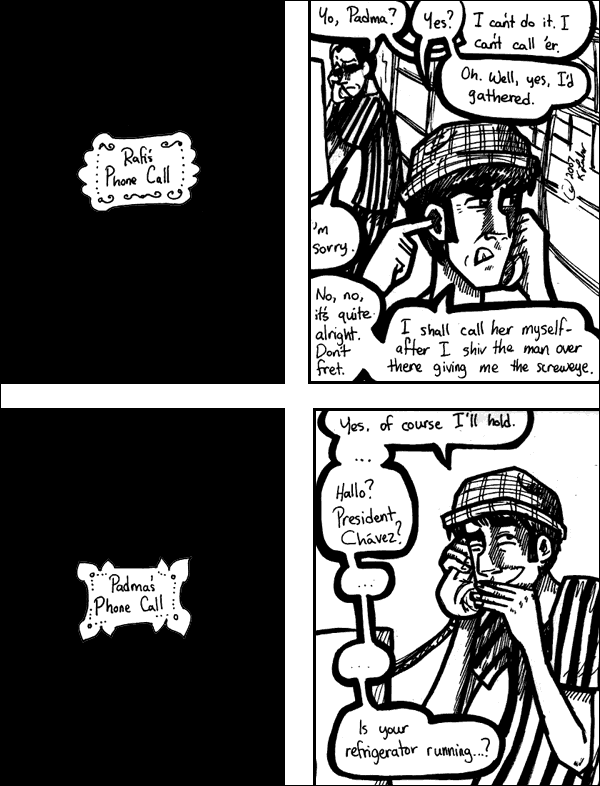 Rafi's
Phone Call
Yo, Padma?
Yes?
I can't do it. I
can't call 'er.
Oh. Well, yes, I'd
gathered.
'm
sorry.
No, no,
it's quite
alright.
Don't
fret.
I shall call her myself-
after I shiv the man over
there giving me the screweye.
Padma's
Phone Call
Yes, of course I'll hold.
...
Hallo?
President
Chávez?
...
...
Is your
refrigerator running...?
(c) 2007